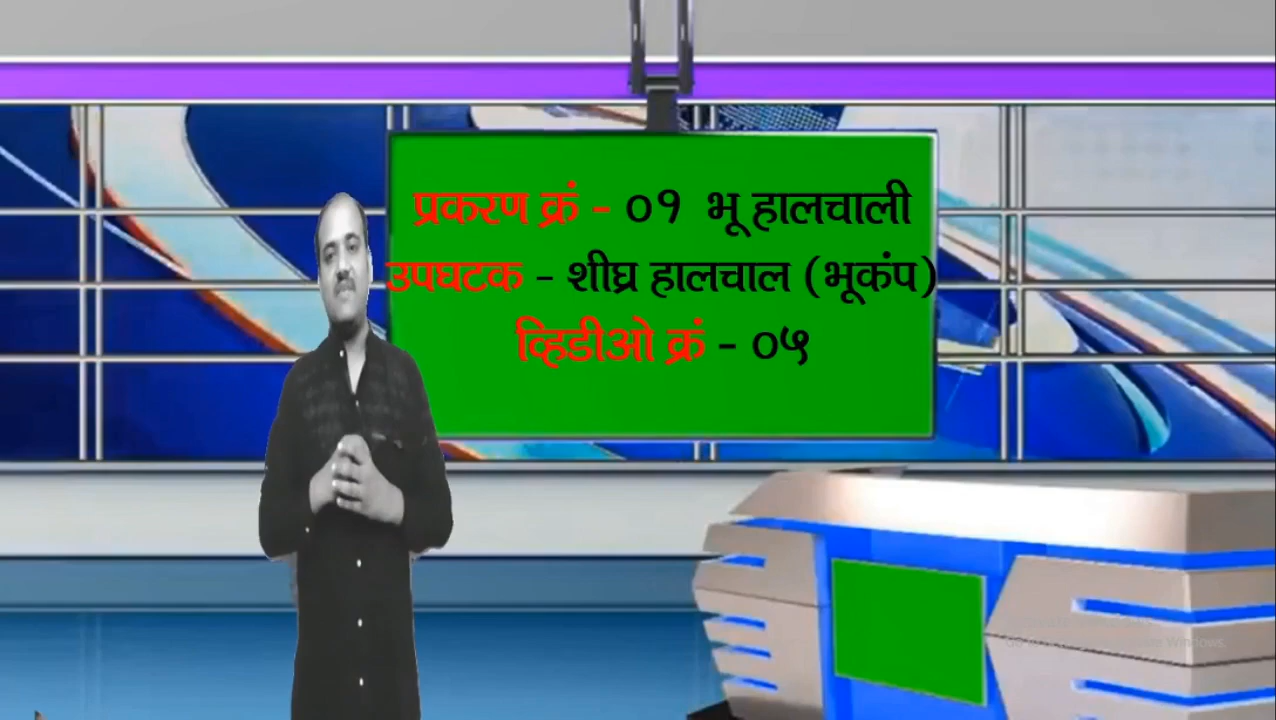 प्रकरण क्रं - ०१ भू हालचाली
उपघटक - शीघ्र हालचाल (भूकंप)
व्हिडीओ क्रं - ०५